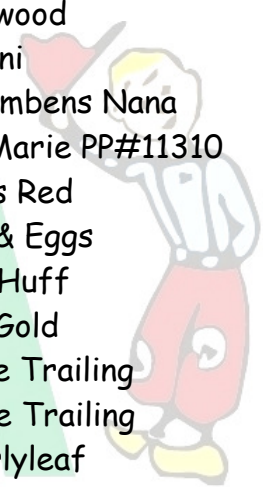 wood
ni
mbens Nana
Marie PP#11310
s Red
& Eggs
Huff
Gold
e Trailing
e Trailing
lyleaf